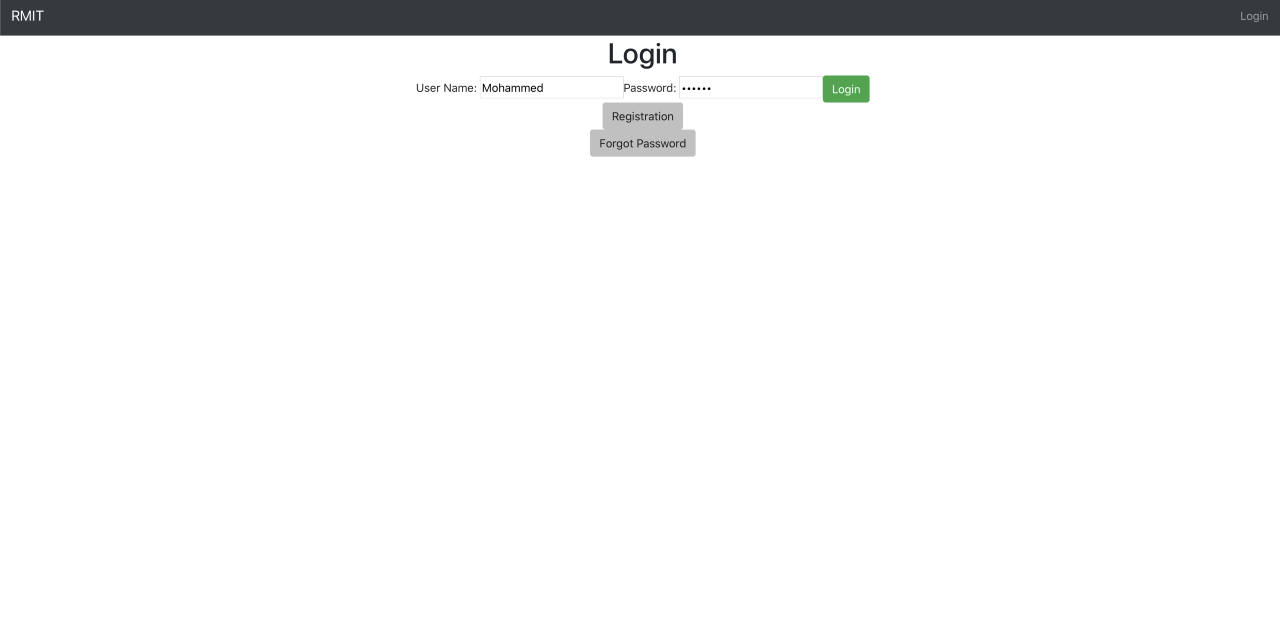 RMIT Login
Login
User Name: Mohammed Password: •••••• Login
Registration
Forgot Password